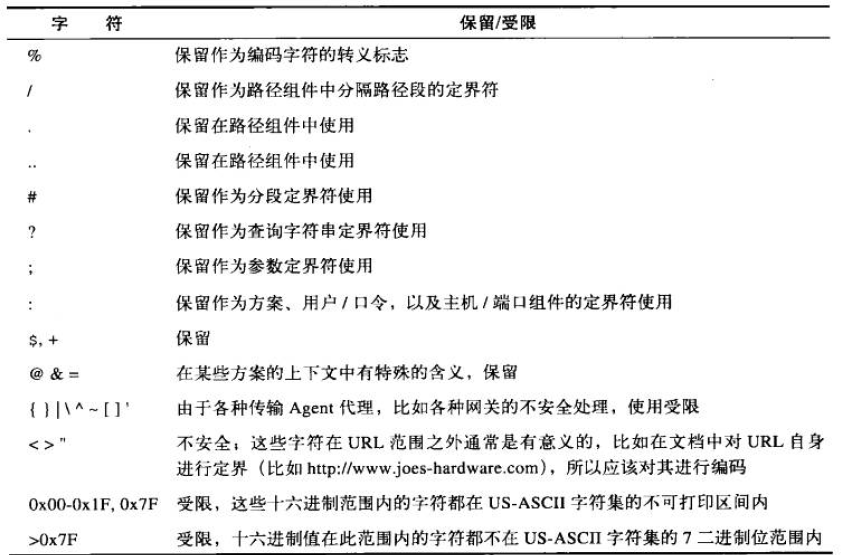 字 符 保留/受限
% 保留作为编码字符的转义标志
/ 保留作为路径组件中分隔路径段的定界符
. 保留在路径组件中使用
.. 保留在路径组件中使用
# 保留作为分段定界符使用
? 保留作为查询字符串定界符使用
; 保留作为参数定界符使用
: 保留作为方案、用户 / 口令，以及主机 / 端口组件的定界符使用
$, + 保留
@ & = 在某些方案的上下文中有特殊的含义，保留
{ } | \ ^ ~ [ ] ' 由于各种传输 Agent 代理，比如各种网关的不安全处理，使用受限
< > " 不安全；这些字符在 URL 范围之外通常是有意义的，比如在文档中对 URL 自身
进行定界（比如 http://www.joes-hardware.com），所以应该对其进行编码
0x00-0x1F, 0x7F 受限，这些十六进制范围内的字符都在 US-ASCII 字符集的不可打印区间内
>0x7F 受限，十六进制值在此范围内的字符都不在 US-ASCII 字符集的 7 二进制位范围内